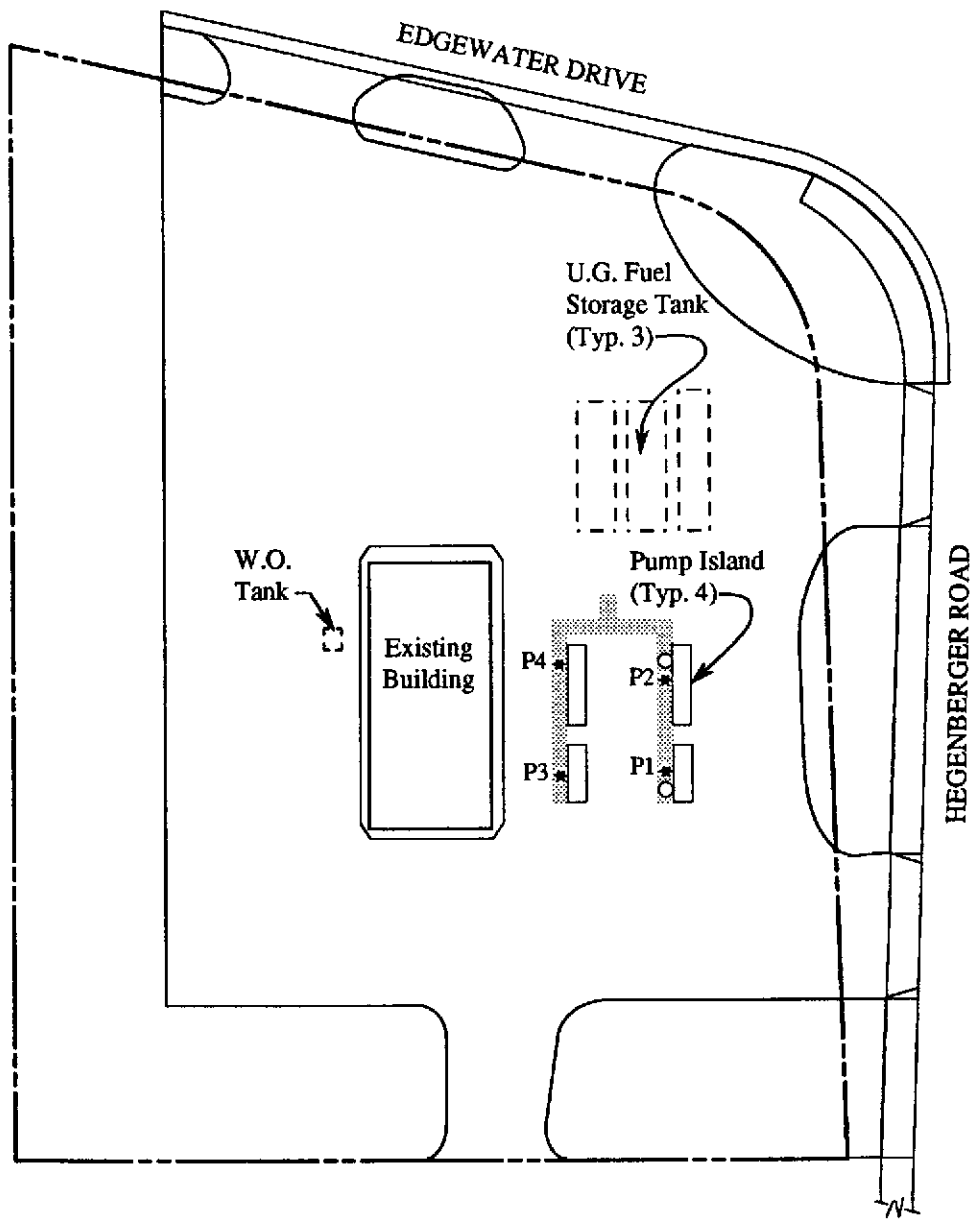 EDGEWATER DRIVE
U.G. Fuel
Storage Tank
(Typ. 3)
W.O.
Tank
Existing
Building
Pump Island
(Typ. 4)
P4
P2
P3
P1
HEGENBERGER ROAD